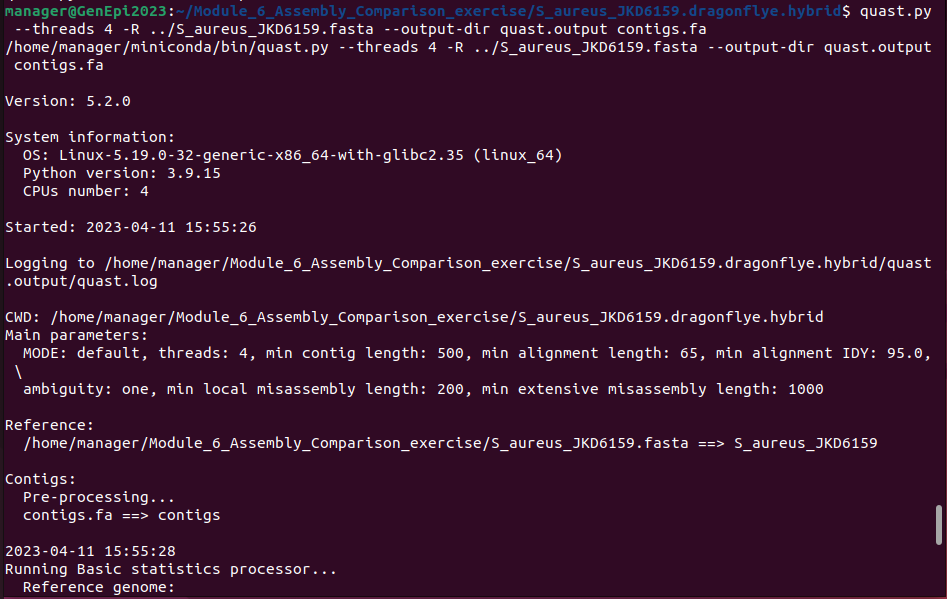 manager@GenEpi2023:~/Module_6_Assembly_Comparison_exercise/S_aureus_JKD6159.dragonflye.hybrid$ quast.py
 --threads 4 -R ../S_aureus_JKD6159.fasta --output-dir quast.output contigs.fa
/home/manager/miniconda/bin/quast.py --threads 4 -R ../S_aureus_JKD6159.fasta --output-dir quast.output
 contigs.fa

Version: 5.2.0

System information:
  OS: Linux-5.19.0-32-generic-x86_64-with-glibc2.35 (linux_64)
  Python version: 3.9.15
  CPUs number: 4

Started: 2023-04-11 15:55:26

Logging to /home/manager/Module_6_Assembly_Comparison_exercise/S_aureus_JKD6159.dragonflye.hybrid/quast
.output/quast.log

CWD: /home/manager/Module_6_Assembly_Comparison_exercise/S_aureus_JKD6159.dragonflye.hybrid
Main parameters:
  MODE: default, threads: 4, min contig length: 500, min alignment length: 65, min alignment IDY: 95.0,
 \
  ambiguity: one, min local misassembly length: 200, min extensive misassembly length: 1000

Reference:
  /home/manager/Module_6_Assembly_Comparison_exercise/S_aureus_JKD6159.fasta ==> S_aureus_JKD6159

Contigs:
  Pre-processing...
  contigs.fa ==> contigs

2023-04-11 15:55:28
Running Basic statistics processor...
  Reference genome: